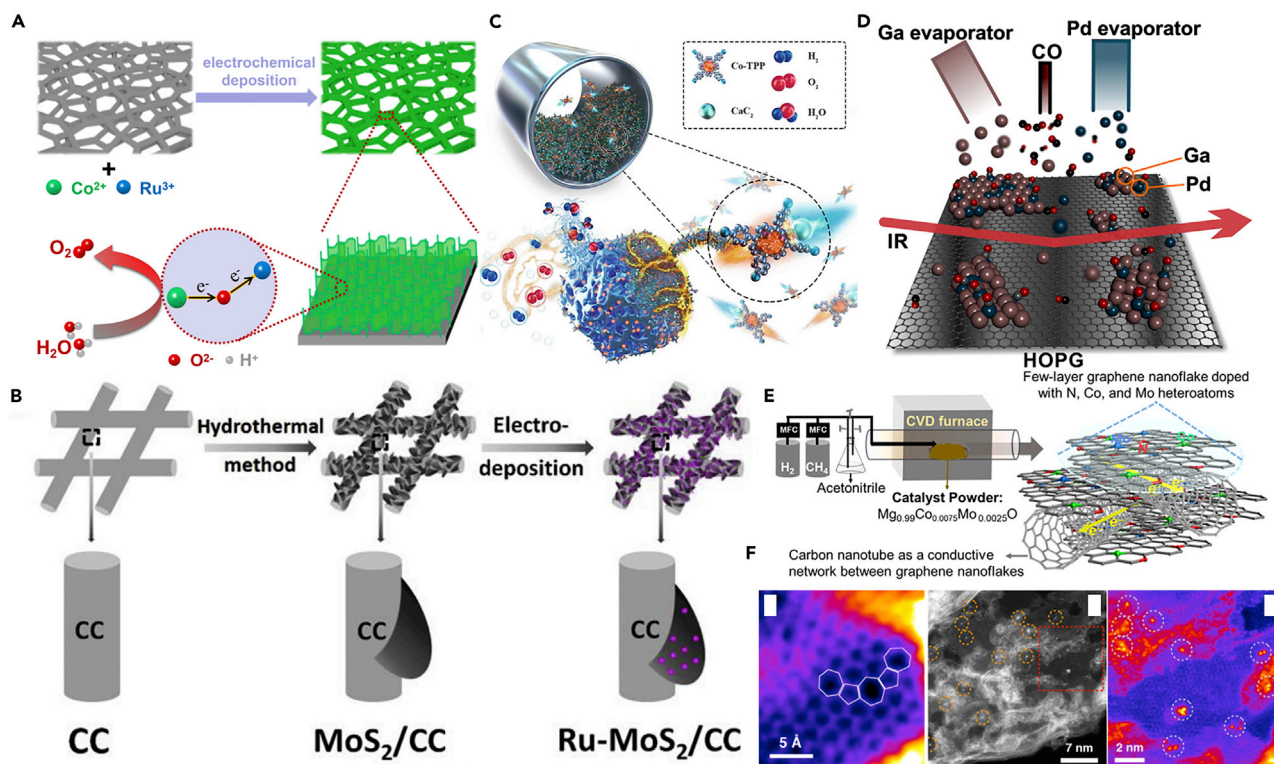 A
electrochemical
deposition
+
Co²⁺
Ru³⁺
O₂
e⁻
e⁻
H₂O
O²⁻
H⁺
B
Hydrothermal
method
Electro-
deposition
CC
CC
CC
CC
MoS₂/CC
Ru-MoS₂/CC
C
Co-TPP
H₂
O₂
CaC₂
H₂O
D
Ga evaporator
CO
Pd evaporator
Ga
Pd
IR
HOPG
Few-layer graphene nanoflake doped
with N, Co, and Mo heteroatoms
E
MFC
MFC
H₂
CH₄
Acetonitrile
CVD furnace
Catalyst Powder:
Mg₀.₉₉Co₀.₀₀₇₅Mo₀.₀₀₂₅O
Mo
N
Co
e⁻
e⁻
e⁻
Carbon nanotube as a conductive
network between graphene nanoflakes
F
5 Å
7 nm
2 nm